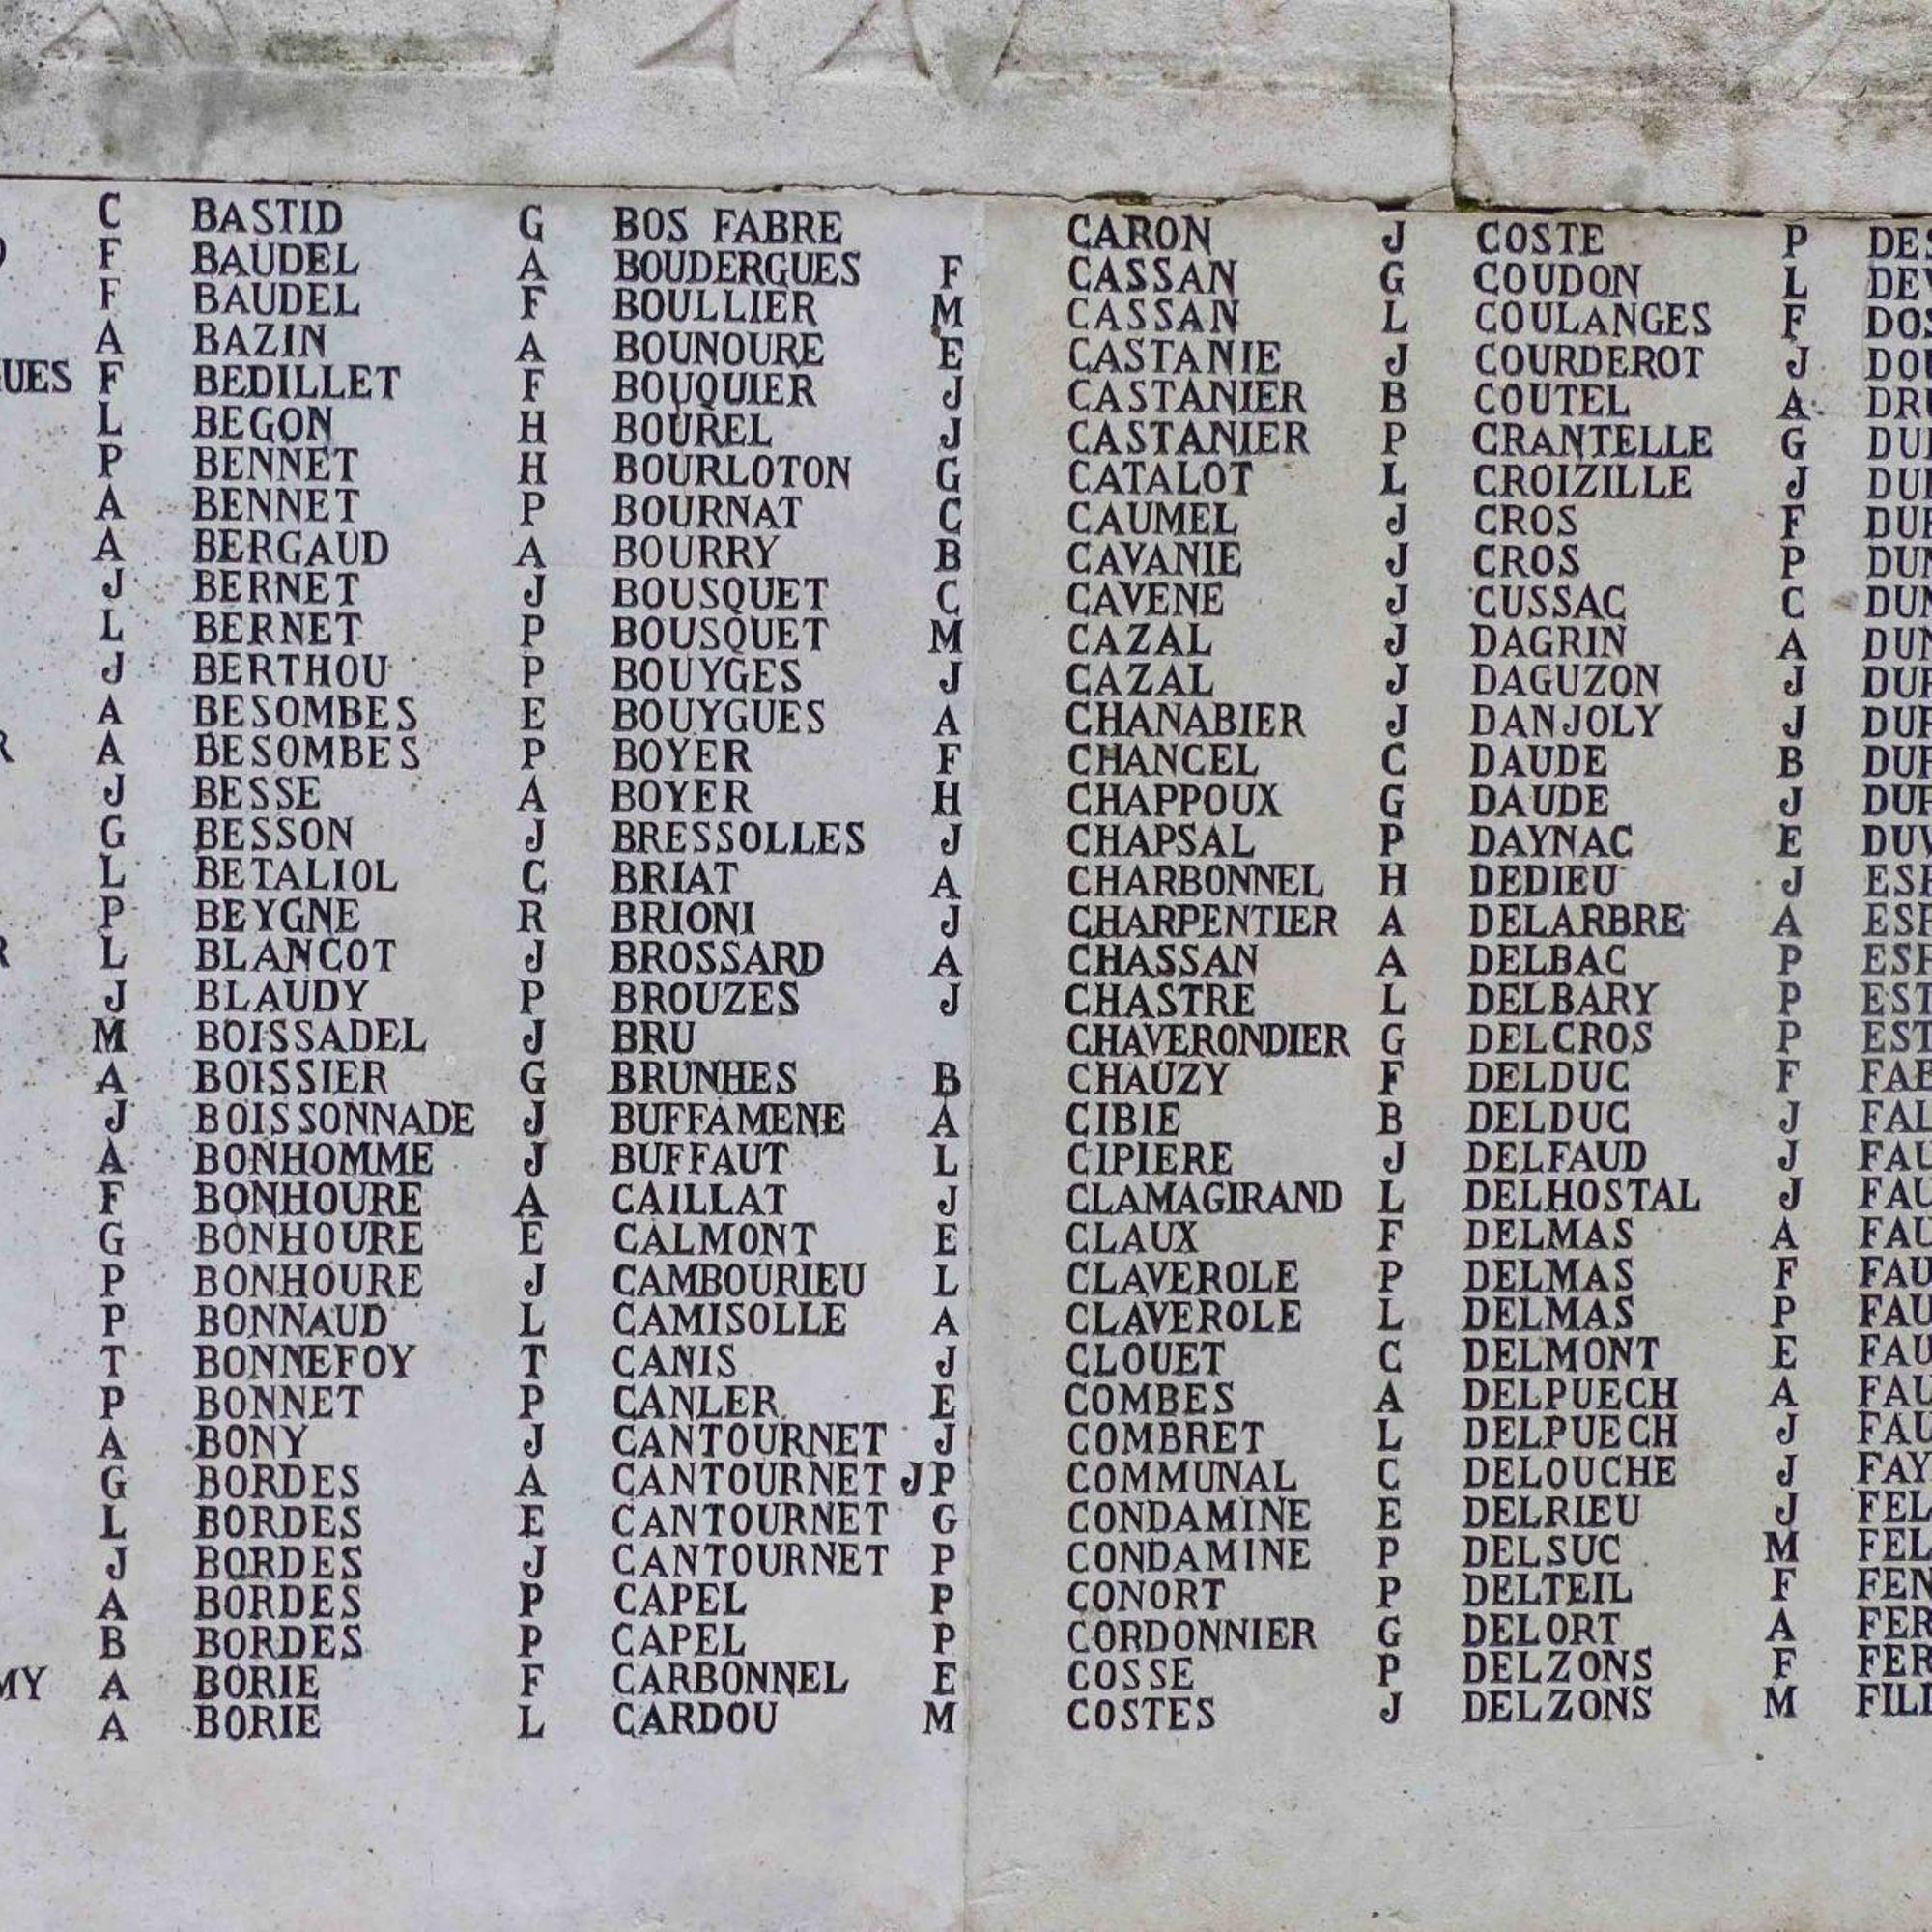 C
F
F
A
UES F
L
P
A
A
J
L
J
A
R A
J
G
L
P
R L
J
M
A
J
A
F
G
P
P
T
P
A
G
L
J
A
B
MY A
A
BASTID G
BAUDEL A
BAUDEL F
BAZIN A
BEDILLET F
BEGON H
BENNET H
BENNET P
BERGAUD A
BERNET J
BERNET P
BERTHOU P
BESOMBES E
BESOMBES P
BESSE A
BESSON J
BETALIOL C
BEYGNE R
BLANCOT J
BLAUDY P
BOISSADEL J
BOISSIER G
BOISSONNADE J
BONHOMME J
BONHOURE A
BONHOURE E
BONHOURE J
BONNAUD L
BONNEFOY T
BONNET P
BONY J
BORDES A
BORDES E
BORDES J
BORDES P
BORDES P
BORIE F
BORIE L
BOS FABRE
BOUDERGUES F
BOULLIER M
BOUNOURE E
BOUQUIER J
BOUREL J
BOURLOTON G
BOURNAT C
BOURRY B
BOUSQUET C
BOUSQUET M
BOUYGES J
BOUYGUES A
BOYER F
BOYER H
BRESSOLLES J
BRIAT A
BRIONI J
BROSSARD A
BROUZES J
BRU
BRUNHES B
BUFFAMENE A
BUFFAUT L
CAILLAT J
CALMONT E
CAMBOURIEU L
CAMISOLLE A
CANIS J
CANLER E
CANTOURNET J
CANTOURNET JP
CANTOURNET G
CANTOURNET P
CAPEL P
CAPEL P
CARBONNEL E
CARDOU M
CARON J
CASSAN G
CASSAN L
CASTANIE J
CASTANIER B
CASTANIER P
CATALOT L
CAUMEL J
CAVANIE J
CAVENE J
CAZAL J
CAZAL J
CHANABIER J
CHANCEL C
CHAPPOUX G
CHAPSAL P
CHARBONNEL H
CHARPENTIER A
CHASSAN A
CHASTRE L
CHAVERONDIER G
CHAUZY F
CIBIE B
CIPIERE J
CLAMAGIRAND L
CLAUX F
CLAVEROLE P
CLAVEROLE L
CLOUET C
COMBES A
COMBRET L
COMMUNAL C
CONDAMINE E
CONDAMINE P
CONORT P
CORDONNIER G
COSSE P
COSTES J
COSTE P
COUDON L
COULANGES F
COURDEROT J
COUTEL A
CRANTELLE G
CROIZILLE J
CROS F
CROS P
CUSSAC C
DAGRIN A
DAGUZON J
DANJOLY J
DAUDE B
DAUDE J
DAYNAC E
DEDIEU J
DELARBRE A
DELBAC P
DELBARY P
DELCROS P
DELDUC F
DELDUC J
DELFAUD J
DELHOSTAL J
DELMAS A
DELMAS F
DELMAS P
DELMONT E
DELPUECH A
DELPUECH J
DELOUCHE J
DELRIEU J
DELSUC M
DELTEIL F
DELORT A
DELZONS F
DELZONS M